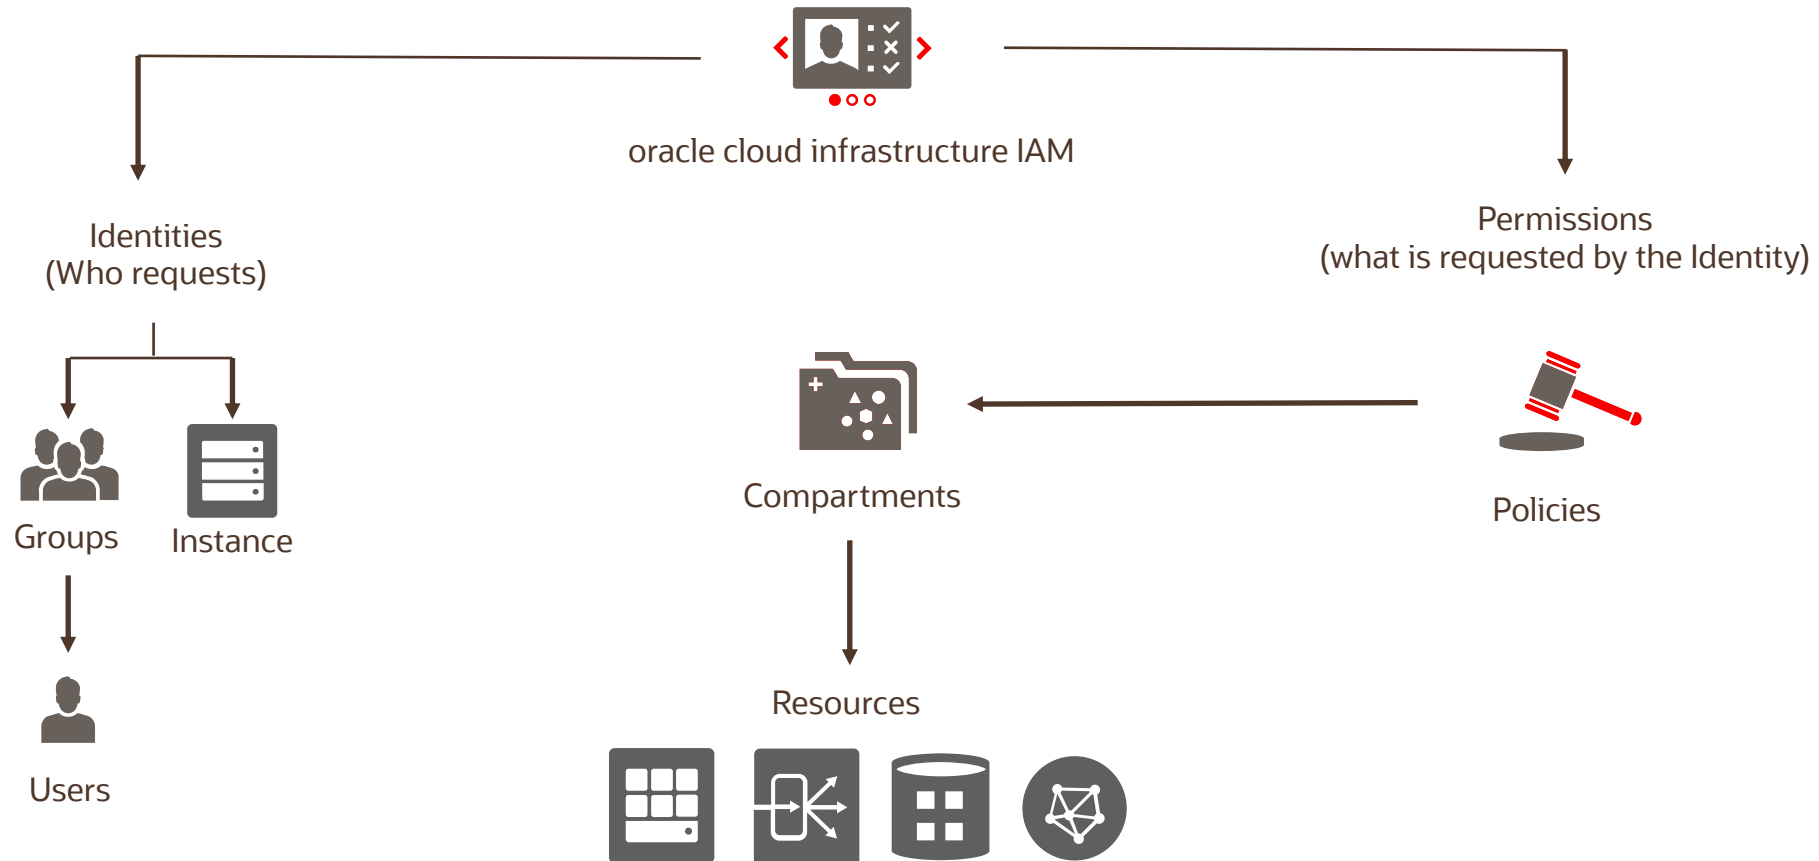 oracle cloud infrastructure IAM
Identities
(Who requests)
Permissions
(what is requested by the Identity)
Groups
Instance
Users
Compartments
Policies
Resources